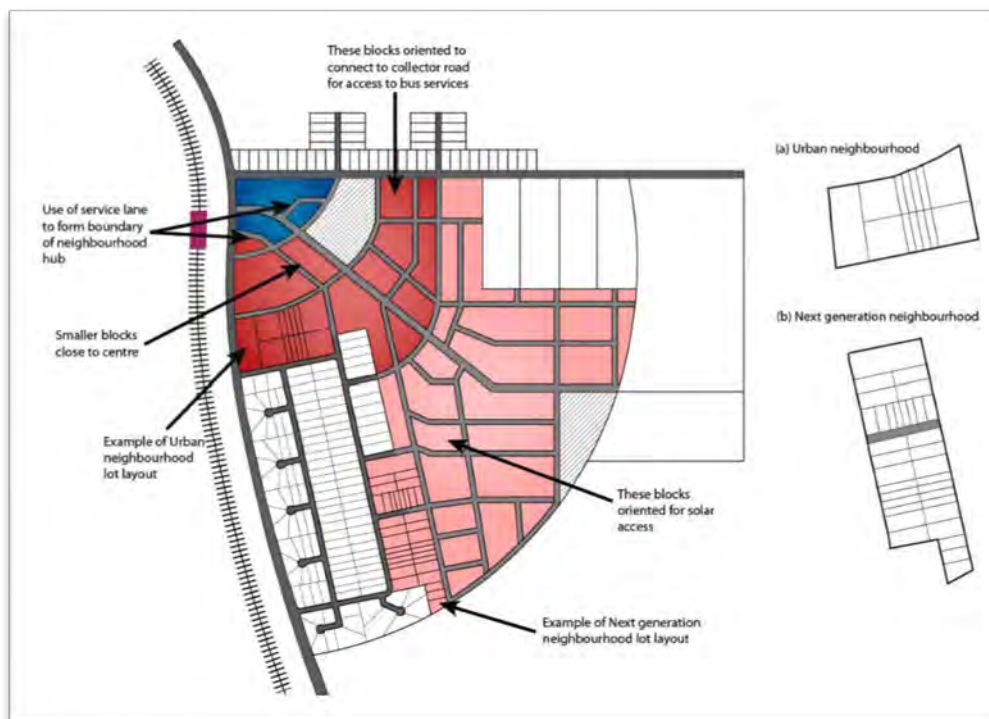 These blocks oriented to
connect to collector road
for access to bus services
(a) Urban neighbourhood
Use of service lane
to form boundary
of neighbourhood
hub
(b) Next generation neighbourhood
Smaller blocks
close to centre
Example of Urban
neighbourhood
lot layout
These blocks
oriented for solar
access
Example of Next generation
neighbourhood lot layout